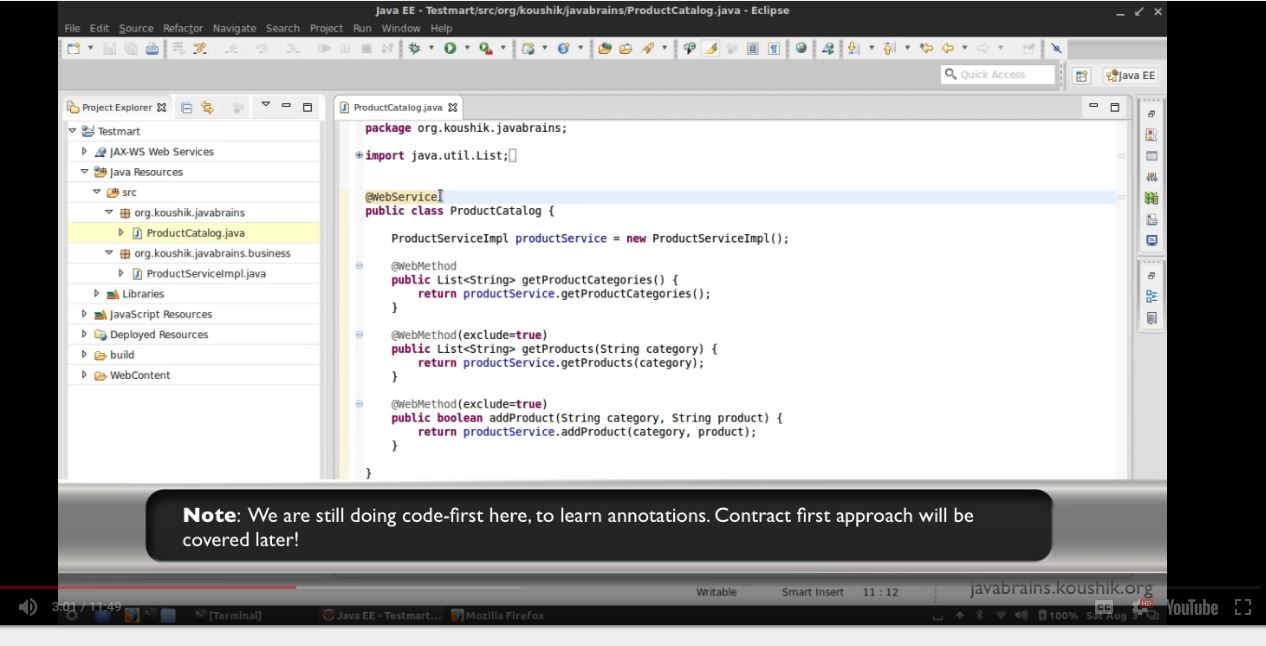 Java EE - Testmart/src/org/koushik/javabrains/ProductCatalog.java - Eclipse
File Edit Source Refactor Navigate Search Project Run Window Help
Quick Access
Java EE
Project Explorer
ProductCatalog.java
Testmart
JAX-WS Web Services
Java Resources
src
org.koushik.javabrains
ProductCatalog.java
org.koushik.javabrains.business
ProductServiceImpl.java
Libraries
JavaScript Resources
Deployed Resources
build
WebContent
package org.koushik.javabrains;
import java.util.List;
@WebService
public class ProductCatalog {
ProductServiceImpl productService = new ProductServiceImpl();
@WebMethod
public List<String> getProductCategories() {
return productService.getProductCategories();
}
@WebMethod(exclude=true)
public List<String> getProducts(String category) {
return productService.getProducts(category);
}
@WebMethod(exclude=true)
public boolean addProduct(String category, String product) {
return productService.addProduct(category, product);
}
}
Note: We are still doing code-first here, to learn annotations. Contract first approach will be
covered later!
Writable Smart Insert 11 : 12
javabrains.koushik.org
3:01 / 11:49
[Terminal] Java EE - Testmart... Mozilla Firefox
100% Sat Aug 3
CC HD YouTube